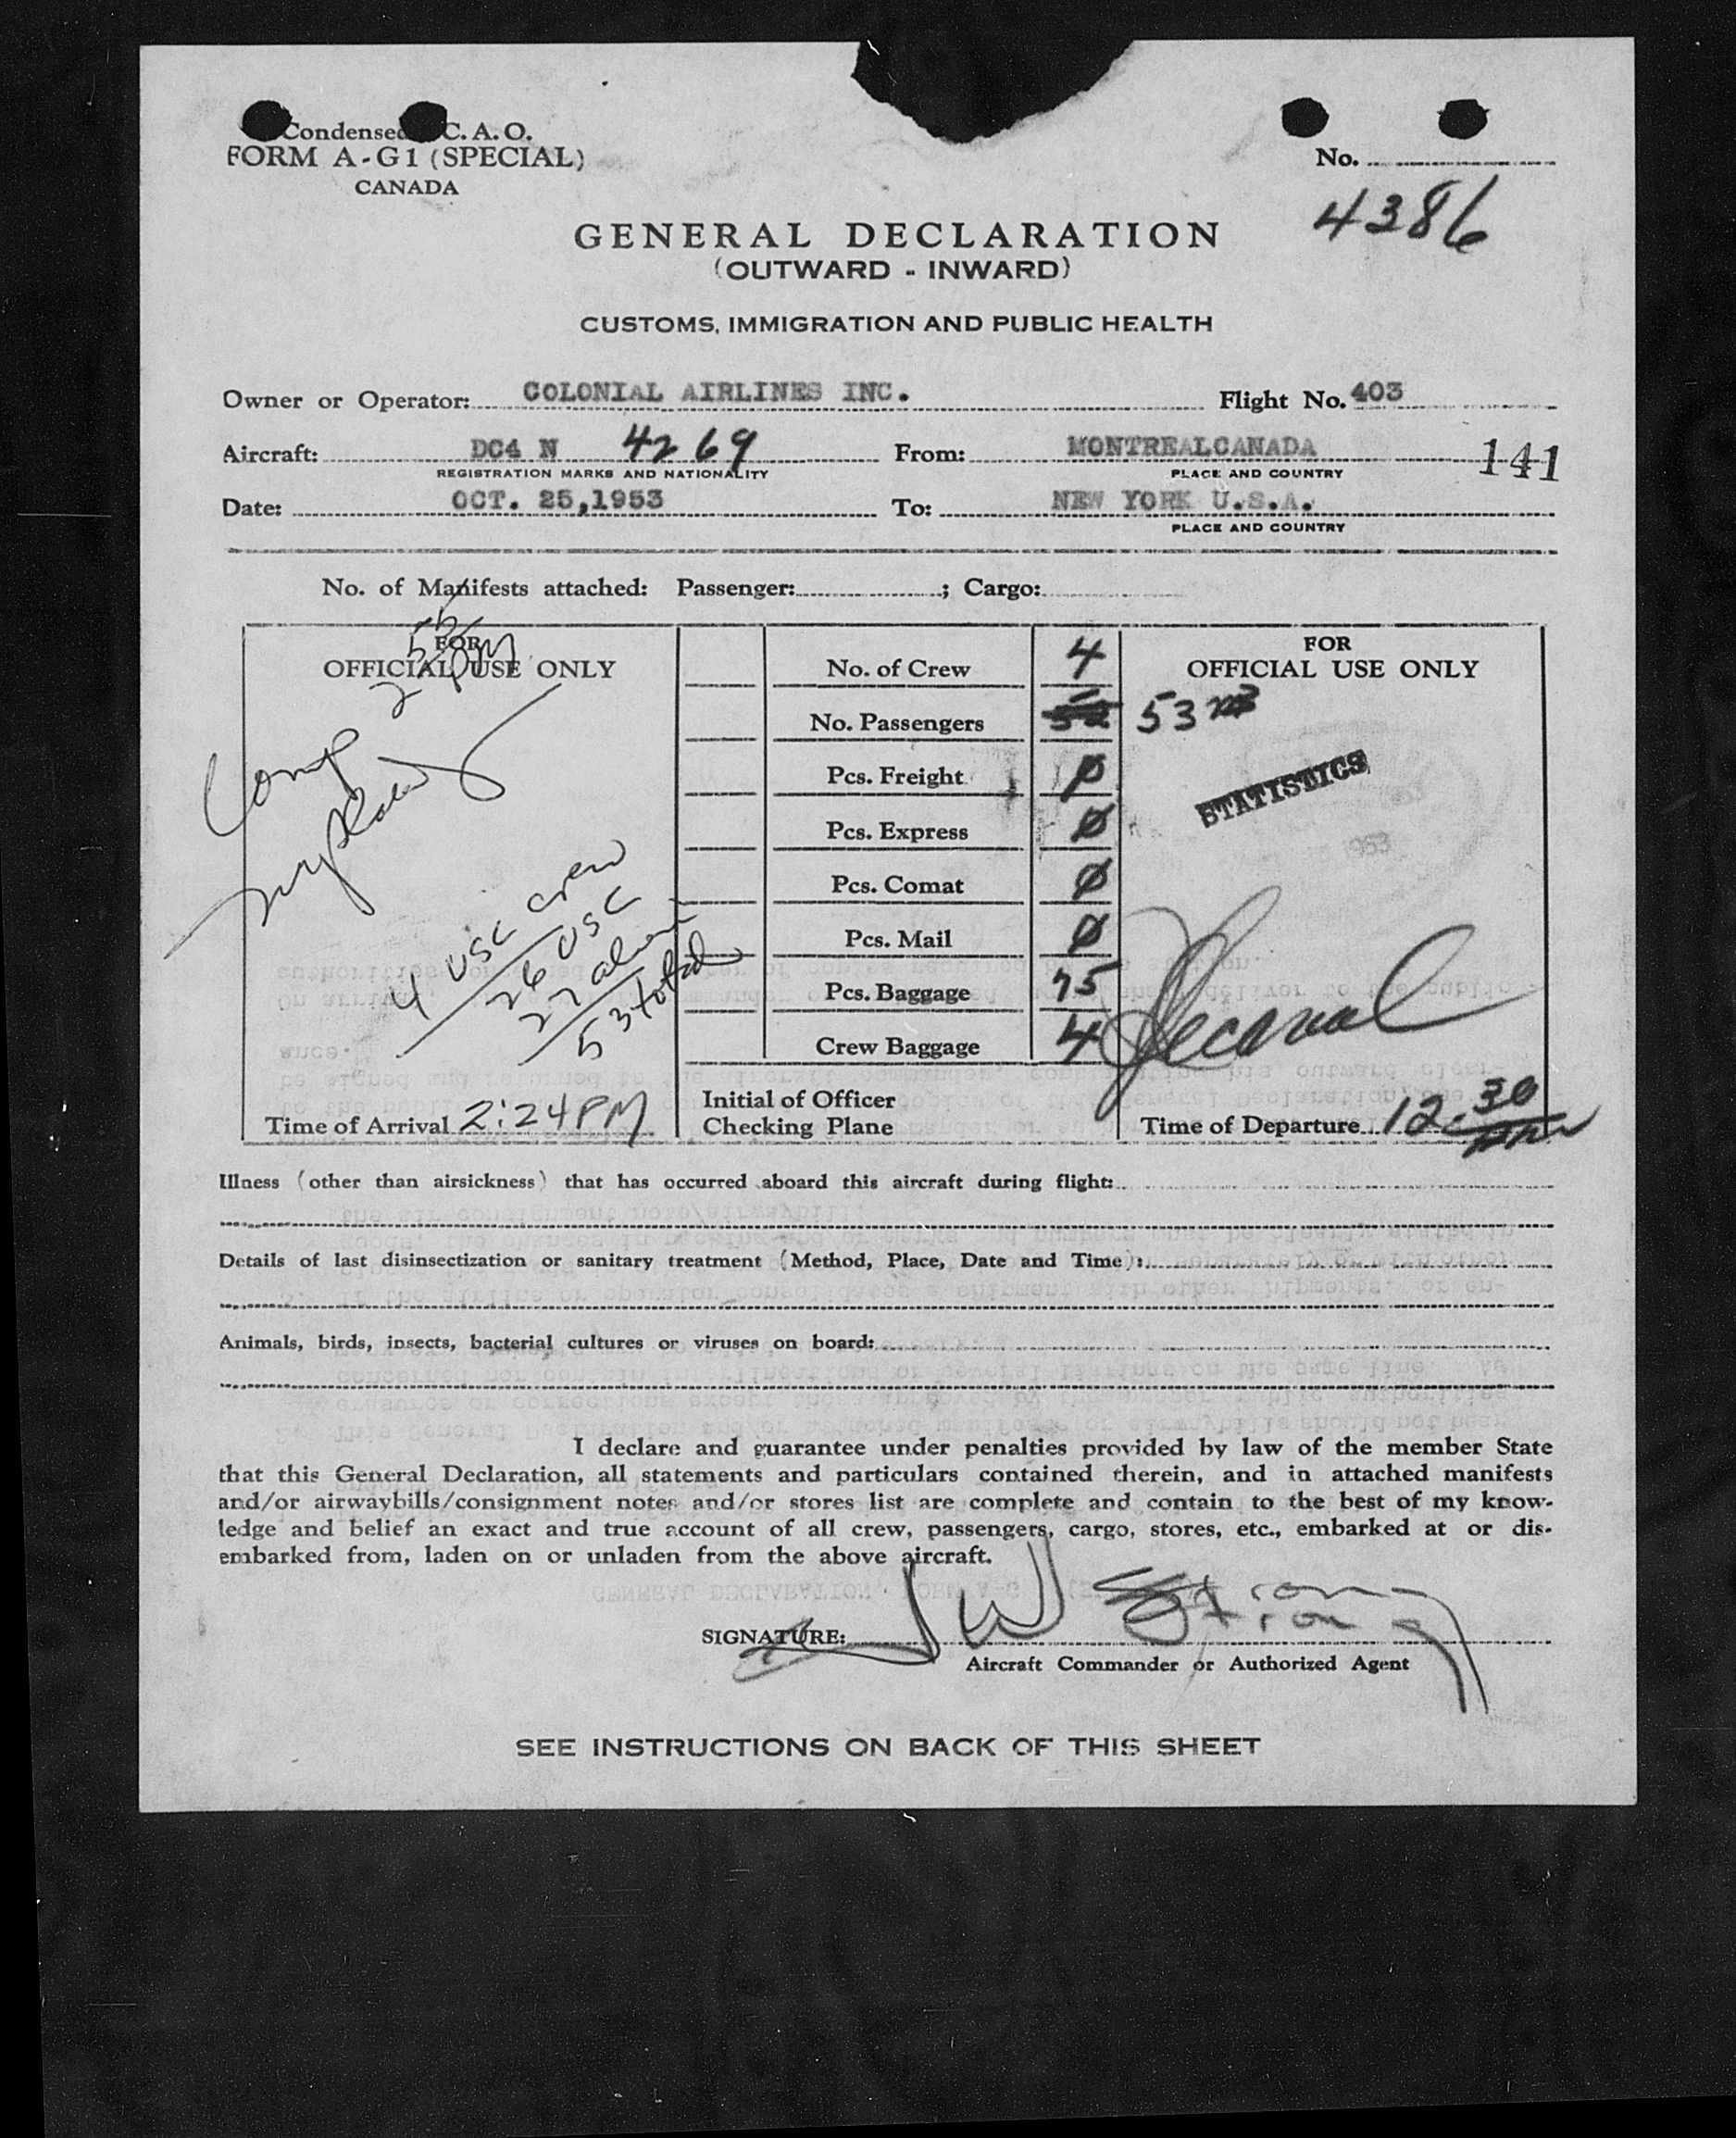 Condensed C. A. O.
FORM A-G1 (SPECIAL)
CANADA
No.
4386
GENERAL DECLARATION
(OUTWARD - INWARD)
CUSTOMS, IMMIGRATION AND PUBLIC HEALTH
Owner or Operator: COLONIAL AIRLINES INC. Flight No. 403
Aircraft: DC4 N 4269 From: MONTREALCANADA 141
REGISTRATION MARKS AND NATIONALITY PLACE AND COUNTRY
Date: OCT. 25,1953 To: NEW YORK U.S.A.
PLACE AND COUNTRY
No. of Manifests attached: Passenger: ; Cargo:
FOR
OFFICIAL USE ONLY
Comp 2
4 USC crew
26 USC
27 alien
53 total
Time of Arrival 2:24PM
No. of Crew 4
No. Passengers 52
Pcs. Freight 0
Pcs. Express 0
Pcs. Comat 0
Pcs. Mail 0
Pcs. Baggage 75
Crew Baggage 4
Initial of Officer
Checking Plane
FOR
OFFICIAL USE ONLY
53
STATISTICS
Time of Departure 12.30
Illness (other than airsickness) that has occurred aboard this aircraft during flight:
Details of last disinsectization or sanitary treatment (Method, Place, Date and Time):
Animals, birds, insects, bacterial cultures or viruses on board:
I declare and guarantee under penalties provided by law of the member State
that this General Declaration, all statements and particulars contained therein, and in attached manifests
and/or airwaybills/consignment notes and/or stores list are complete and contain to the best of my know-
ledge and belief an exact and true account of all crew, passengers, cargo, stores, etc., embarked at or dis-
embarked from, laden on or unladen from the above aircraft.
SIGNATURE:
Aircraft Commander or Authorized Agent
SEE INSTRUCTIONS ON BACK OF THIS SHEET